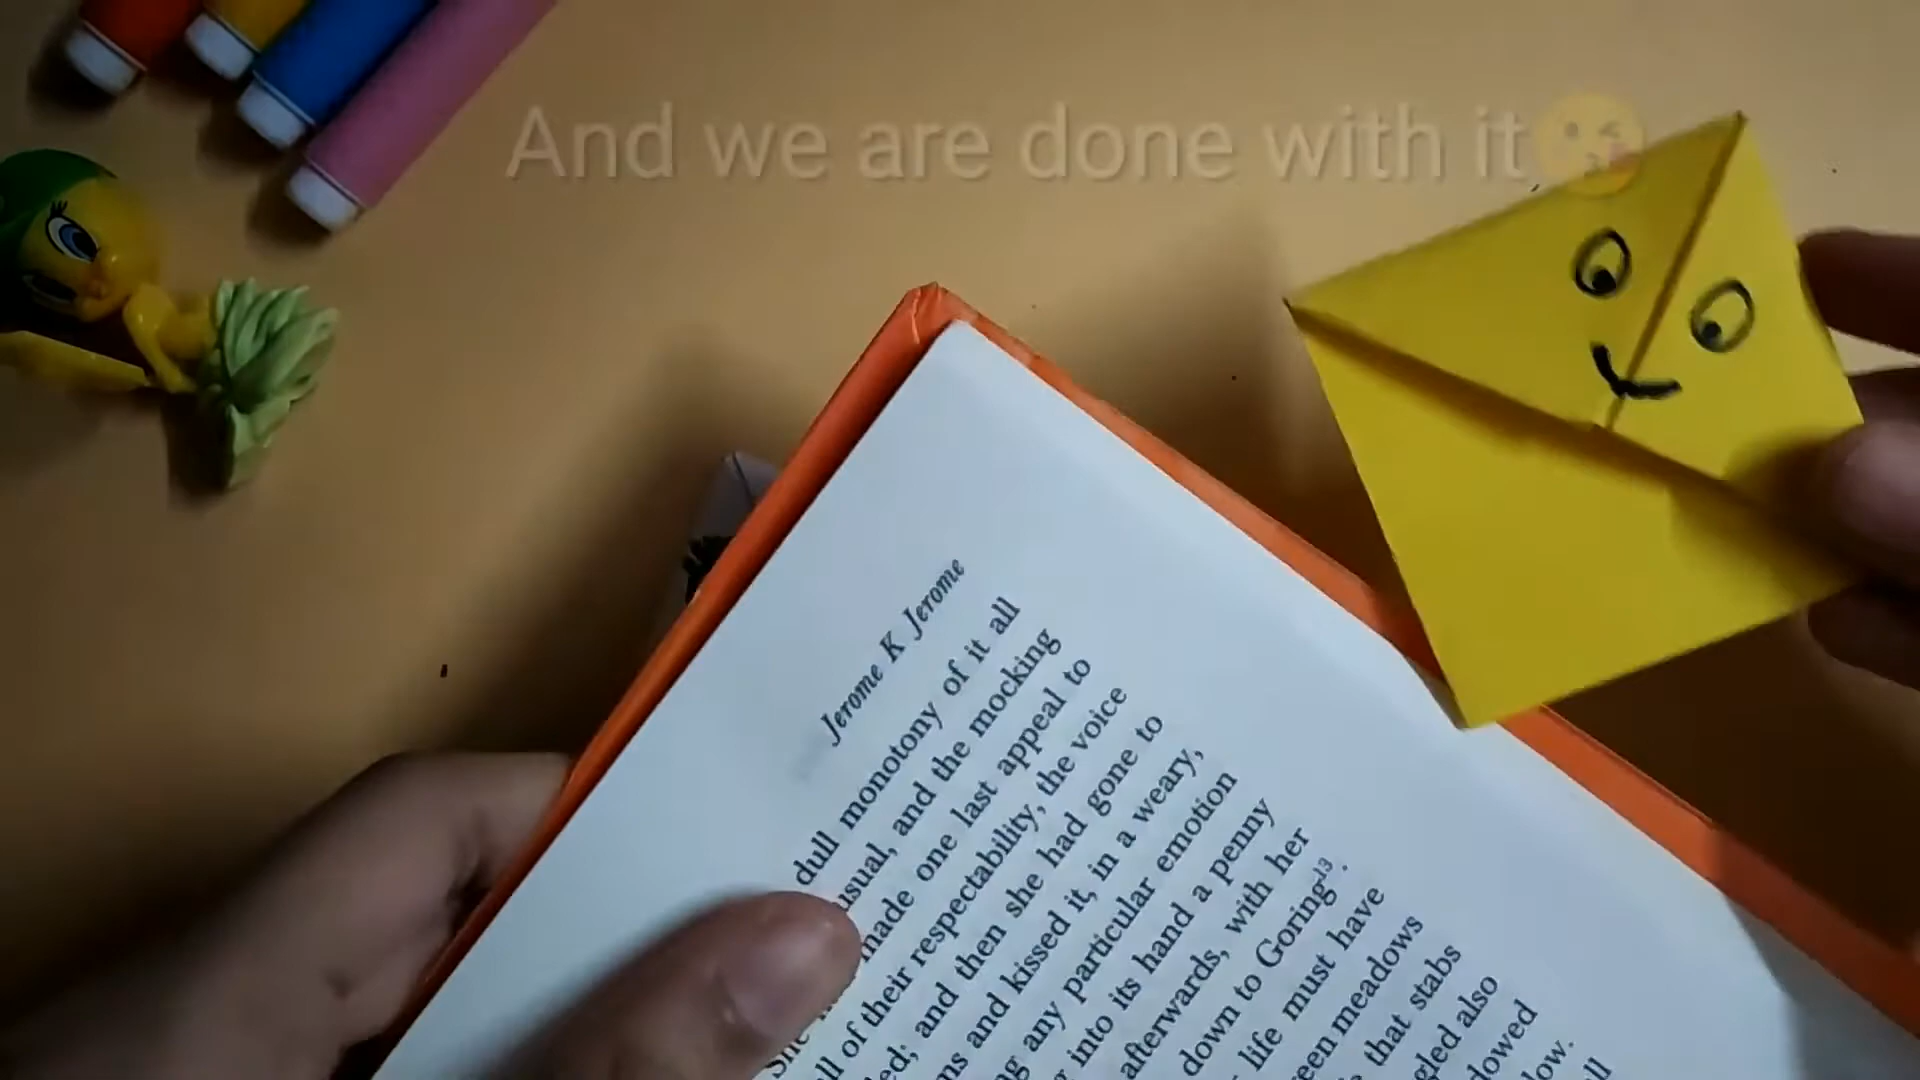 And we are done with it😘
Jerome K Jerome
dull monotony of it all
usual, and the mocking
made one last appeal to
of their respectability, the voice
and then she had gone to
and kissed it, in a weary,
any particular emotion
into its hand a penny
afterwards, with her
down to Goring¹³.
life must have
meadows
that stabs
also